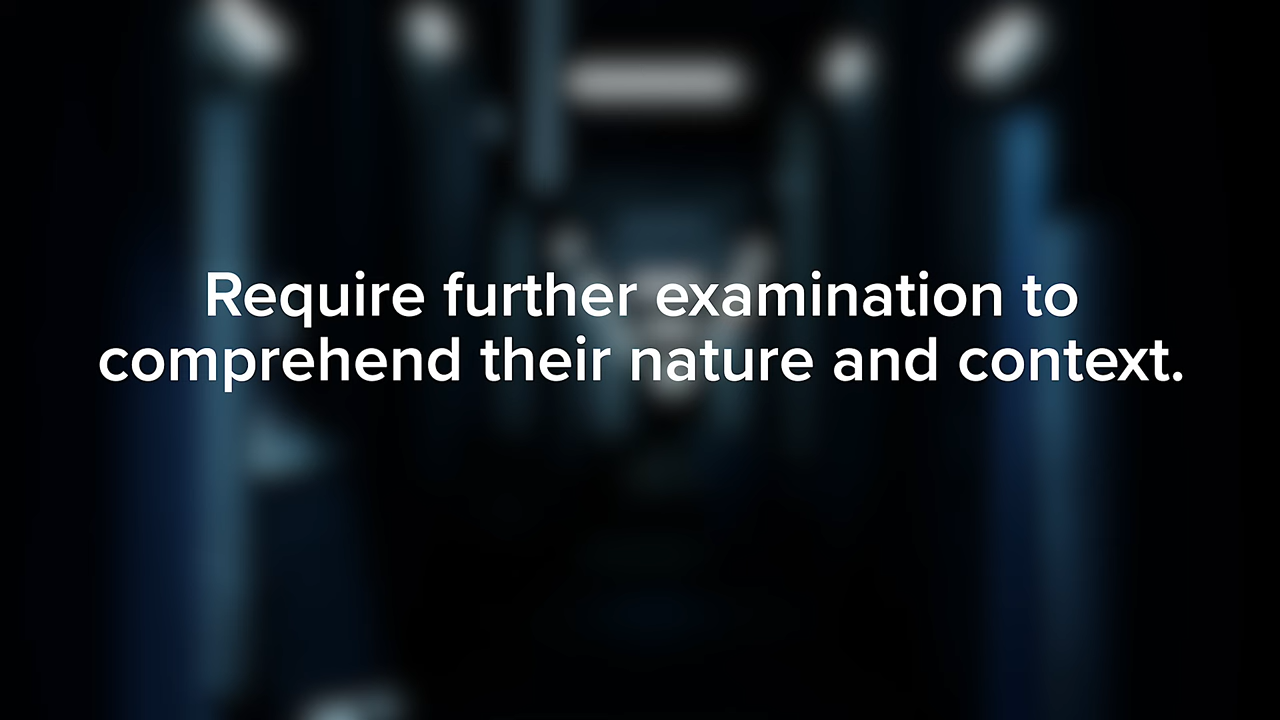 Require further examination to
comprehend their nature and context.